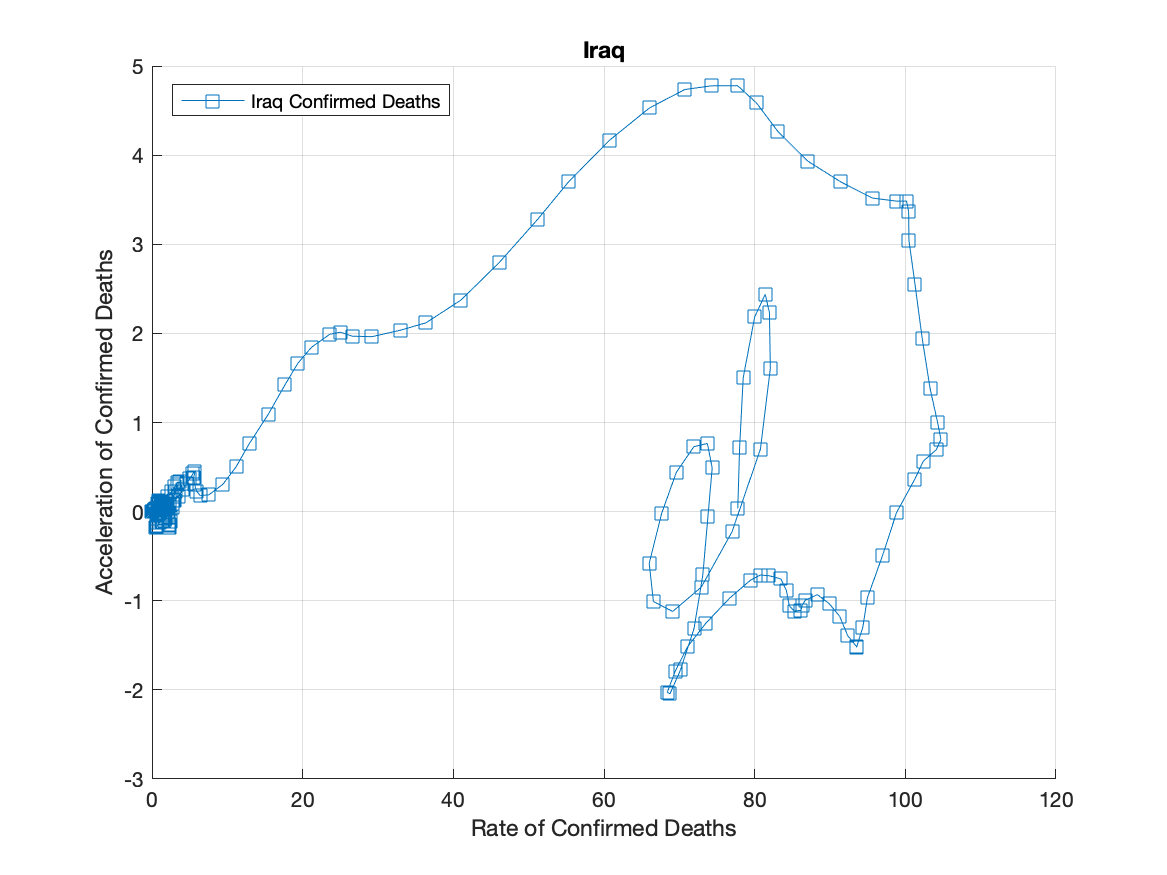 Iraq
Iraq Confirmed Deaths
5
4
3
2
1
0
-1
-2
-3
Acceleration of Confirmed Deaths
0 20 40 60 80 100 120
Rate of Confirmed Deaths